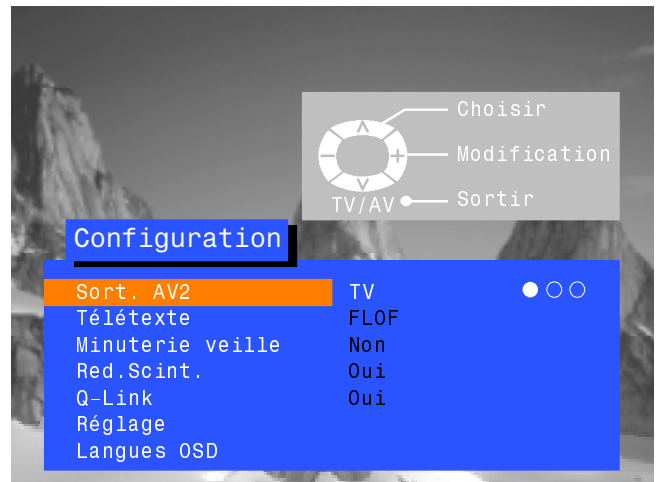 Choisir
Modification
TV/AV Sortir
Configuration
Sort. AV2 TV
Télétexte FLOF
Minuterie veille Non
Red.Scint. Oui
Q-Link Oui
Réglage
Langues OSD